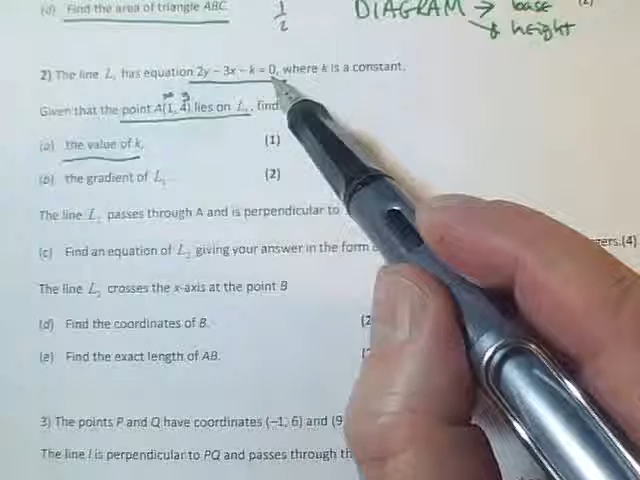 (d) Find the area of triangle ABC. 1/2 DIAGRAM → base (2)
→ height
2) The line L₁ has equation 2y – 3x – k = 0, where k is a constant.
x y
Given that the point A(1, 4) lies on L₁, find
(a) the value of k, (1)
(b) the gradient of L₁. (2)
The line L₂ passes through A and is perpendicular to
(c) Find an equation of L₂ giving your answer in the form (4)
The line L₂ crosses the x-axis at the point B
(d) Find the coordinates of B. (2
(e) Find the exact length of AB.
3) The points P and Q have coordinates (–1, 6) and (9
The line l is perpendicular to PQ and passes through th